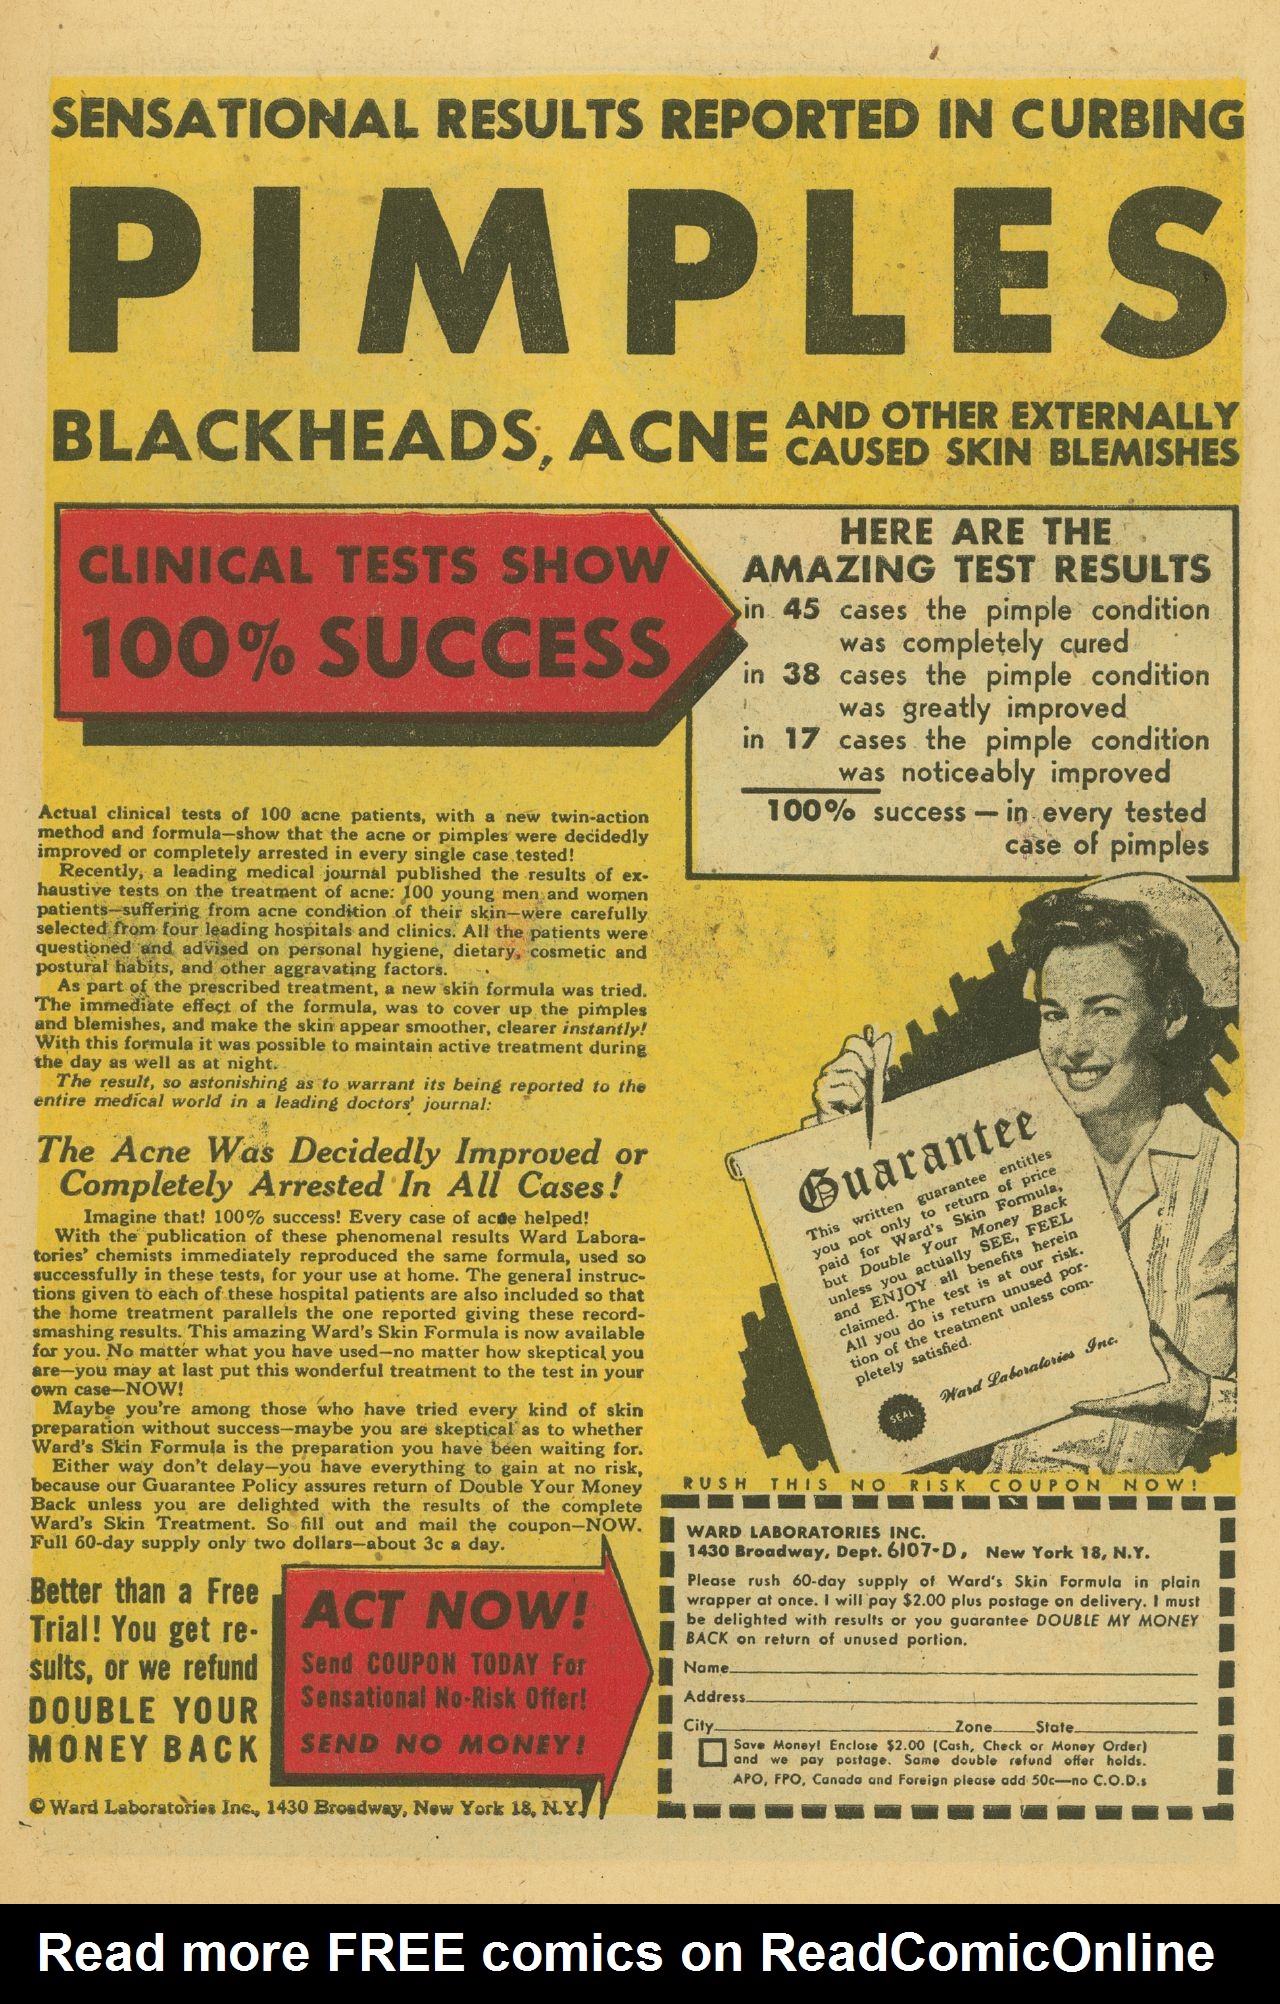 SENSATIONAL RESULTS REPORTED IN CURBING
PIMPLES
BLACKHEADS, ACNE AND OTHER EXTERNALLY
CAUSED SKIN BLEMISHES
CLINICAL TESTS SHOW
100% SUCCESS
HERE ARE THE
AMAZING TEST RESULTS
in 45 cases the pimple condition
was completely cured
in 38 cases the pimple condition
was greatly improved
in 17 cases the pimple condition
was noticeably improved
100% success — in every tested
case of pimples
Actual clinical tests of 100 acne patients, with a new twin-action
method and formula—show that the acne or pimples were decidedly
improved or completely arrested in every single case tested!
Recently, a leading medical journal published the results of ex-
haustive tests on the treatment of acne: 100 young men and women
patients—suffering from acne condition of their skin—were carefully
selected from four leading hospitals and clinics. All the patients were
questioned and advised on personal hygiene, dietary, cosmetic and
postural habits, and other aggravating factors.
As part of the prescribed treatment, a new skin formula was tried.
The immediate effect of the formula, was to cover up the pimples
and blemishes, and make the skin appear smoother, clearer instantly!
With this formula it was possible to maintain active treatment during
the day as well as at night.
The result, so astonishing as to warrant its being reported to the
entire medical world in a leading doctors' journal:
The Acne Was Decidedly Improved or
Completely Arrested In All Cases!
Imagine that! 100% success! Every case of acne helped!
With the publication of these phenomenal results Ward Labora-
tories' chemists immediately reproduced the same formula, used so
successfully in these tests, for your use at home. The general instruc-
tions given to each of these hospital patients are also included so that
the home treatment parallels the one reported giving these record-
smashing results. This amazing Ward's Skin Formula is now available
for you. No matter what you have used—no matter how skeptical you
are—you may at last put this wonderful treatment to the test in your
own case—NOW!
Maybe you're among those who have tried every kind of skin
preparation without success—maybe you are skeptical as to whether
Ward's Skin Formula is the preparation you have been waiting for.
Either way don't delay—you have everything to gain at no risk,
because our Guarantee Policy assures return of Double Your Money
Back unless you are delighted with the results of the complete
Ward's Skin Treatment. So fill out and mail the coupon—NOW.
Full 60-day supply only two dollars—about 3c a day.
Better than a Free
Trial! You get re-
sults, or we refund
DOUBLE YOUR
MONEY BACK
ACT NOW!
Send COUPON TODAY For
Sensational No-Risk Offer!
SEND NO MONEY!
© Ward Laboratories Inc., 1430 Broadway, New York 18, N.Y.
Guarantee
This written guarantee entitles
you not only to return of price
paid for Ward's Skin Formula,
but Double Your Money Back
unless you actually SEE, FEEL
and ENJOY all benefits herein
claimed. The test is at our risk.
All you do is return unused por-
tion of the treatment unless com-
pletely satisfied.
Ward Laboratories Inc.
SEAL
RUSH THIS NO RISK COUPON NOW!
WARD LABORATORIES INC.
1430 Broadway, Dept. 6107-D, New York 18, N.Y.
Please rush 60-day supply of Ward's Skin Formula in plain
wrapper at once. I will pay $2.00 plus postage on delivery. I must
be delighted with results or you guarantee DOUBLE MY MONEY
BACK on return of unused portion.
Name
Address
City Zone State
Save Money! Enclose $2.00 (Cash, Check or Money Order)
and we pay postage. Same double refund offer holds.
APO, FPO, Canada and Foreign please add 50c—no C.O.D.s
Read more FREE comics on ReadComicOnline